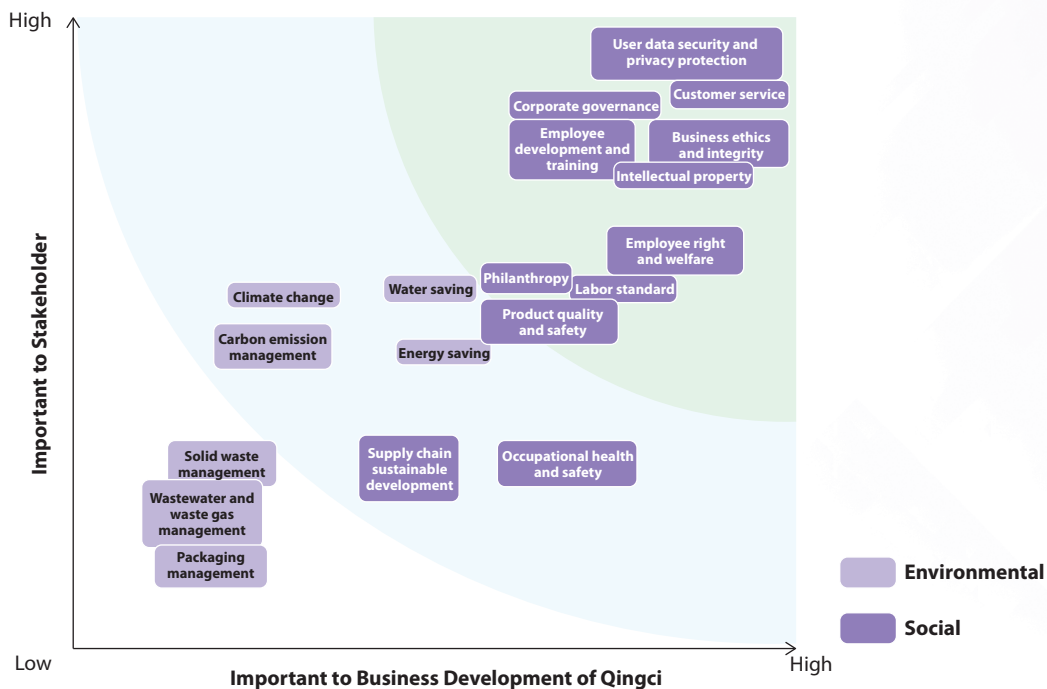 High
User data security and
privacy protection
Customer service
Corporate governance
Employee
development and
training
Business ethics
and integrity
Intellectual property
Employee right
and welfare
Philanthropy
Labor standard
Water saving
Climate change
Product quality
and safety
Carbon emission
management
Energy saving
Important to Stakeholder
Solid waste
management
Supply chain
sustainable
development
Occupational health
and safety
Wastewater and
waste gas
management
Packaging
management
Environmental
Social
Low
High
Important to Business Development of Qingci